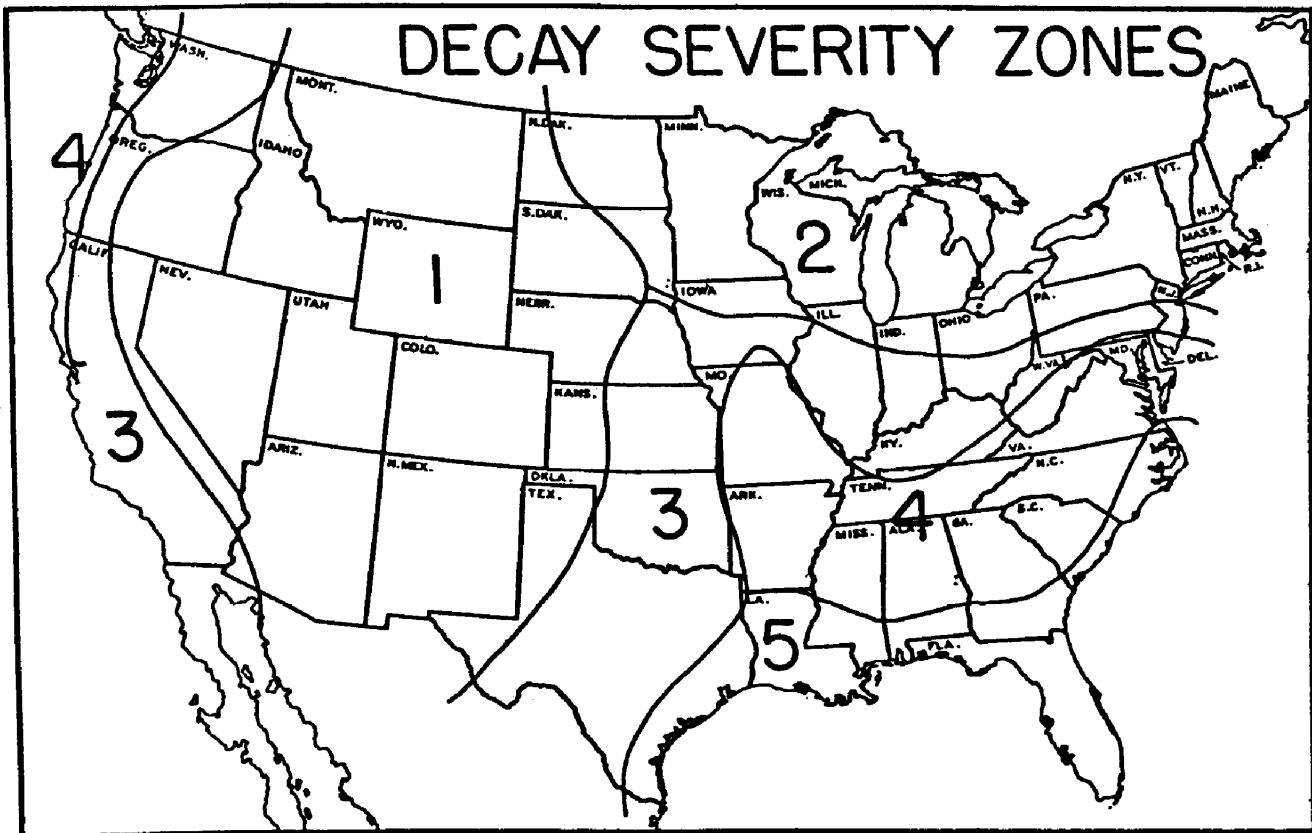 DECAY SEVERITY ZONES
WASH.
MONT.
N.DAK.
MINN.
MAINE
4
OREG.
IDAHO
WIS.
MICH.
N.Y.
VT.
N.H.
WYO.
S.DAK.
2
MASS.
CALIF
NEV.
1
CONN.
R.I.
UTAH
NEBR.
IOWA
ILL.
IND.
OHIO
PA.
N.J.
COLO.
MO.
W.VA.
MD.
DEL.
KANS.
3
ARIZ.
N.MEX.
KY.
VA.
N.C.
OKLA.
TEX.
3
ARK.
TENN.
4
S.C.
MISS.
ALA.
GA.
LA.
5
FLA.